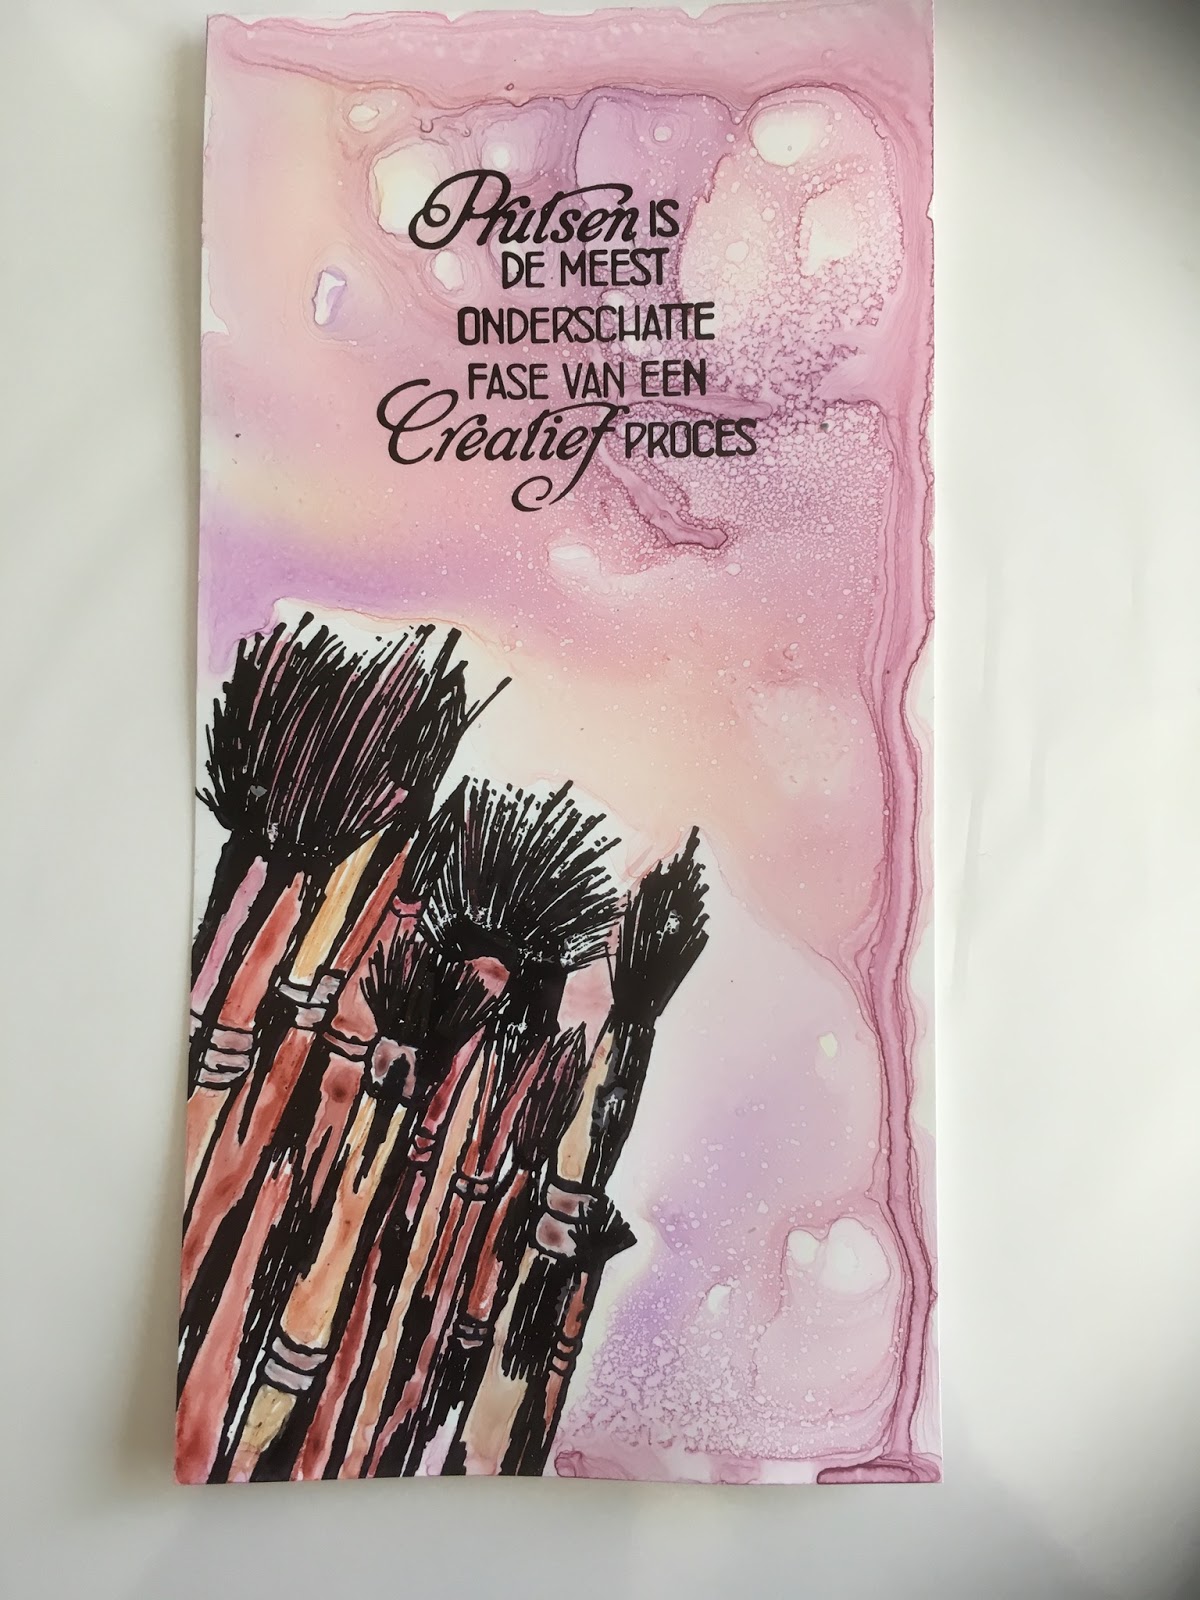 Prutsen IS
DE MEEST
ONDERSCHATTE
FASE VAN EEN
Creatief PROCES